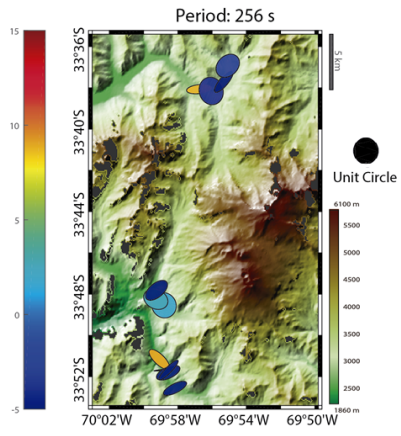 Period: 256 s
15
10
5
0
-5
33°36'S
33°40'S
33°44'S
33°48'S
33°52'S
70°02'W
69°58'W
69°54'W
69°50'W
5 km
Unit Circle
6100 m
5500
5000
4500
4000
3500
3000
2500
1860 m